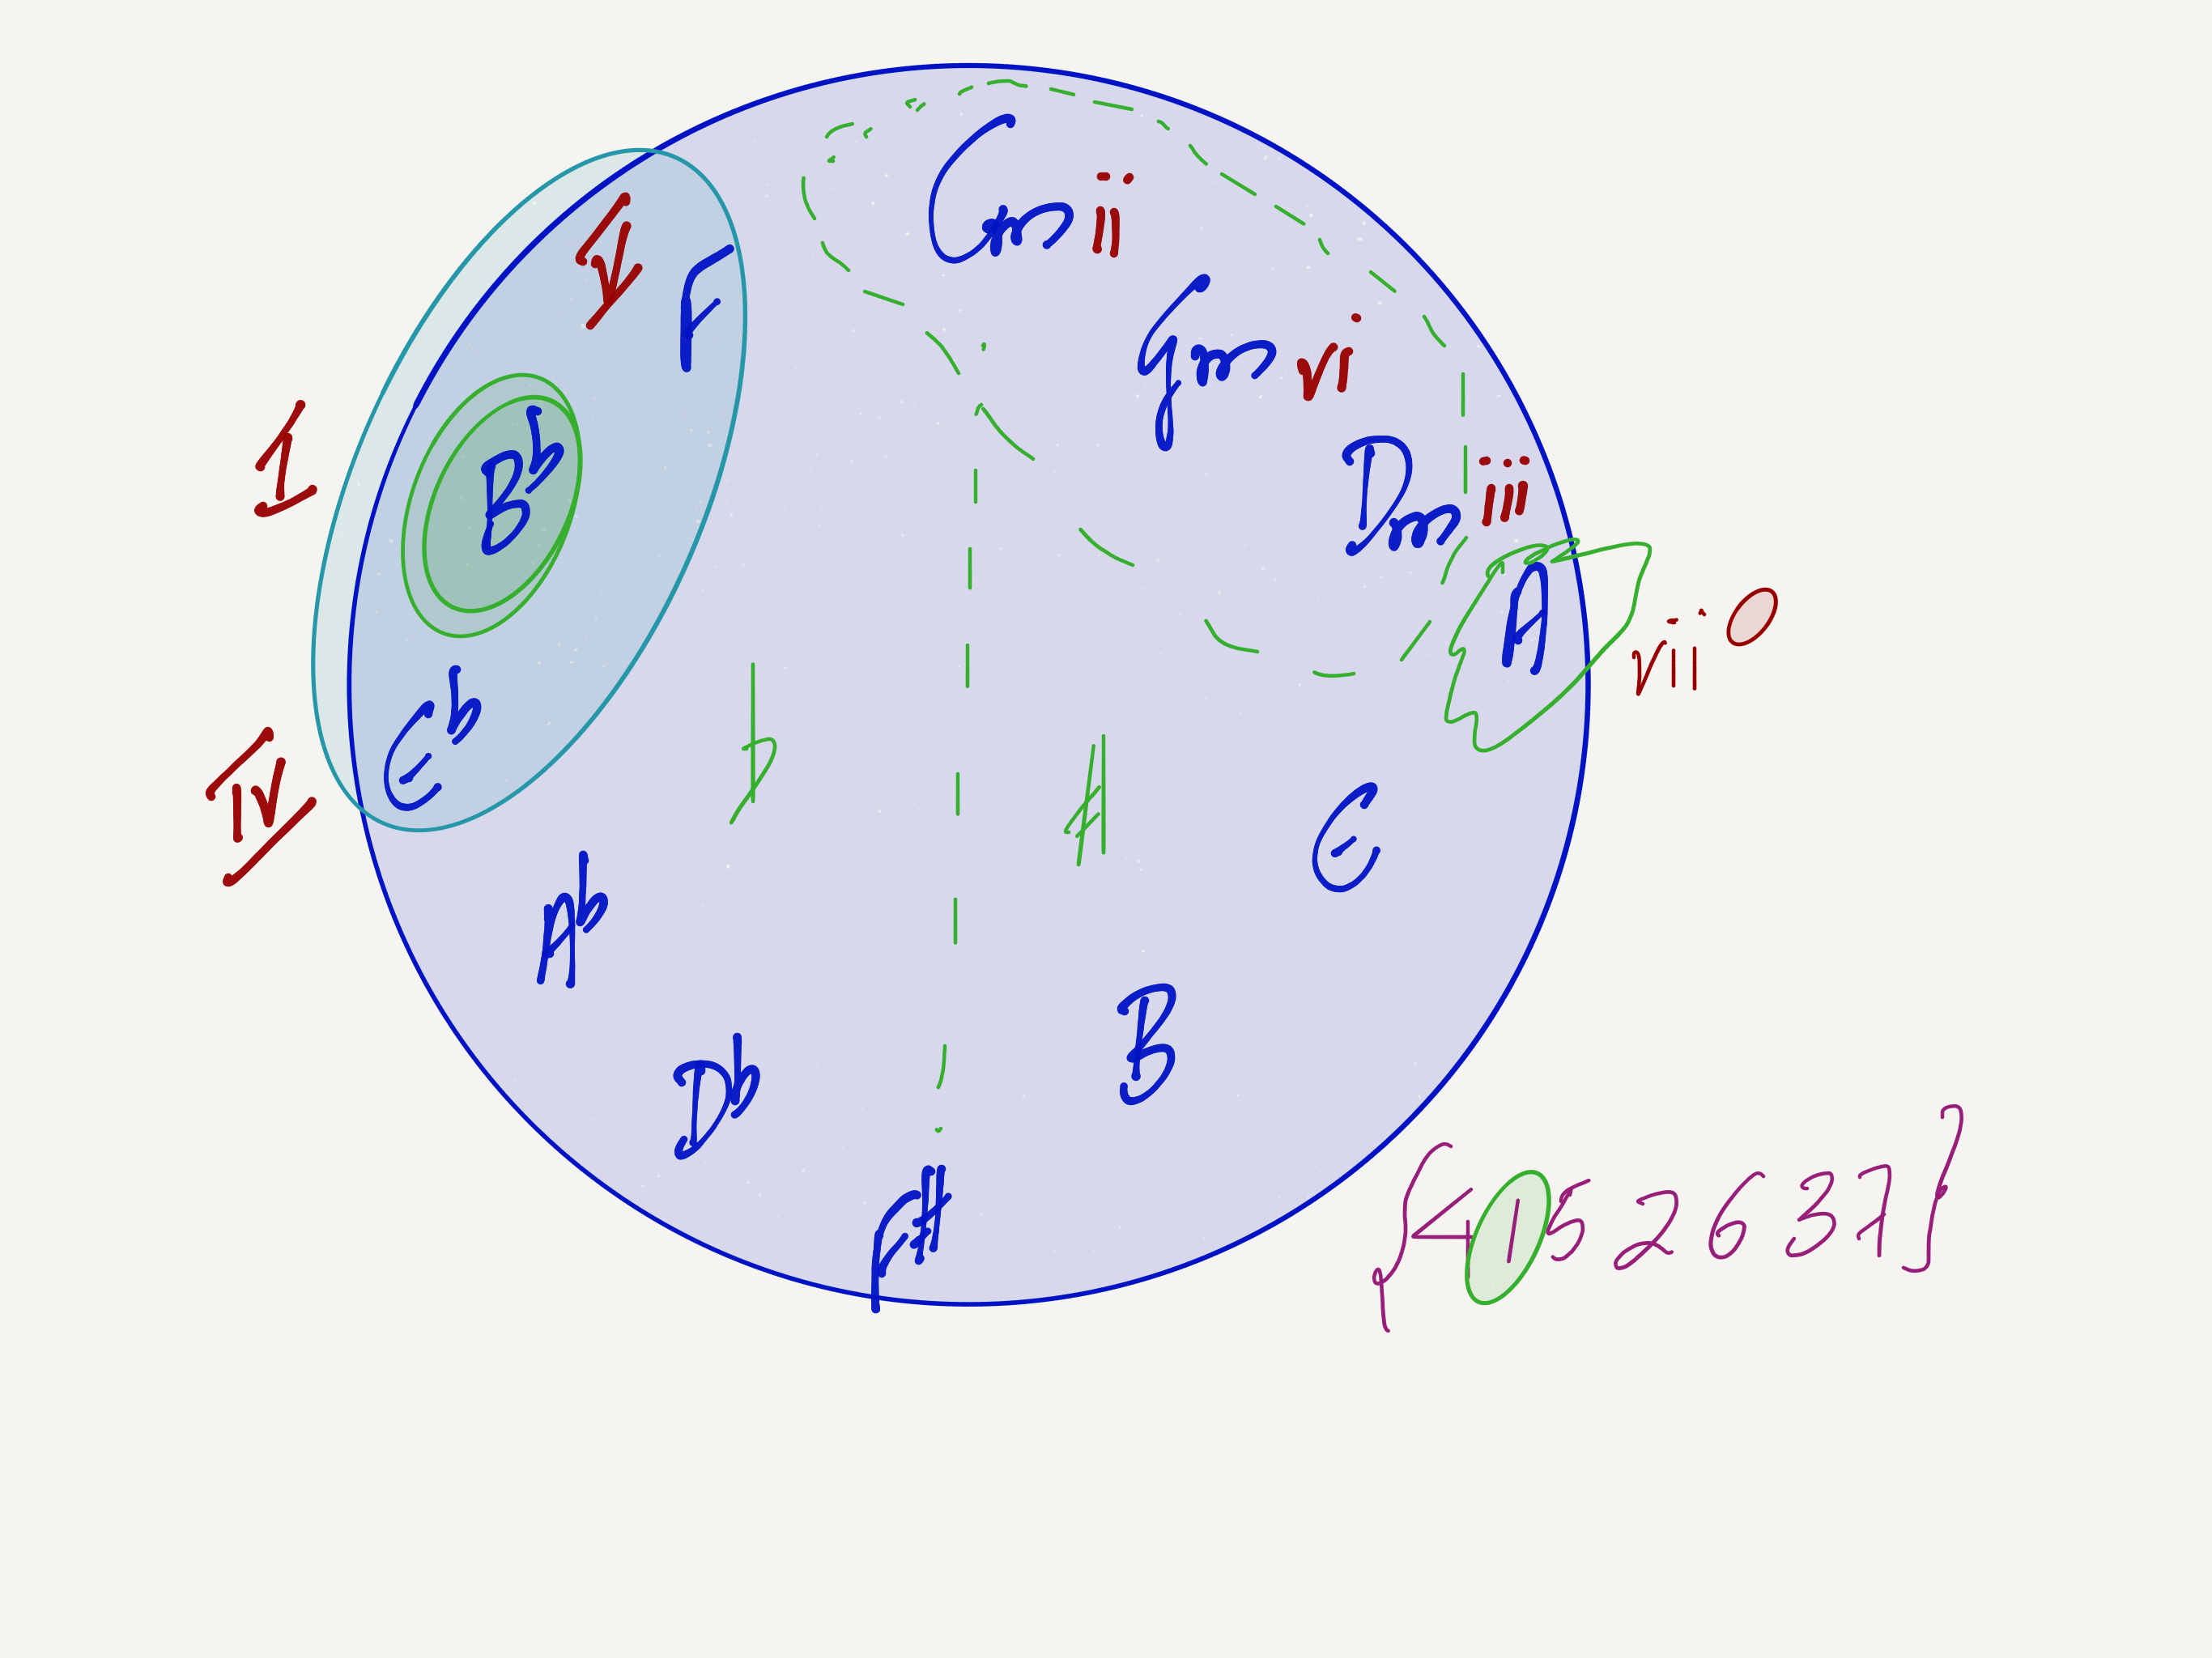 Cm ii
V
F
Gm vi
I
B♭
Dm iii
A
vii°
E♭
IV
♭
#
E
A♭
B
D♭
F#
{4 1 5 2 6 3 7}